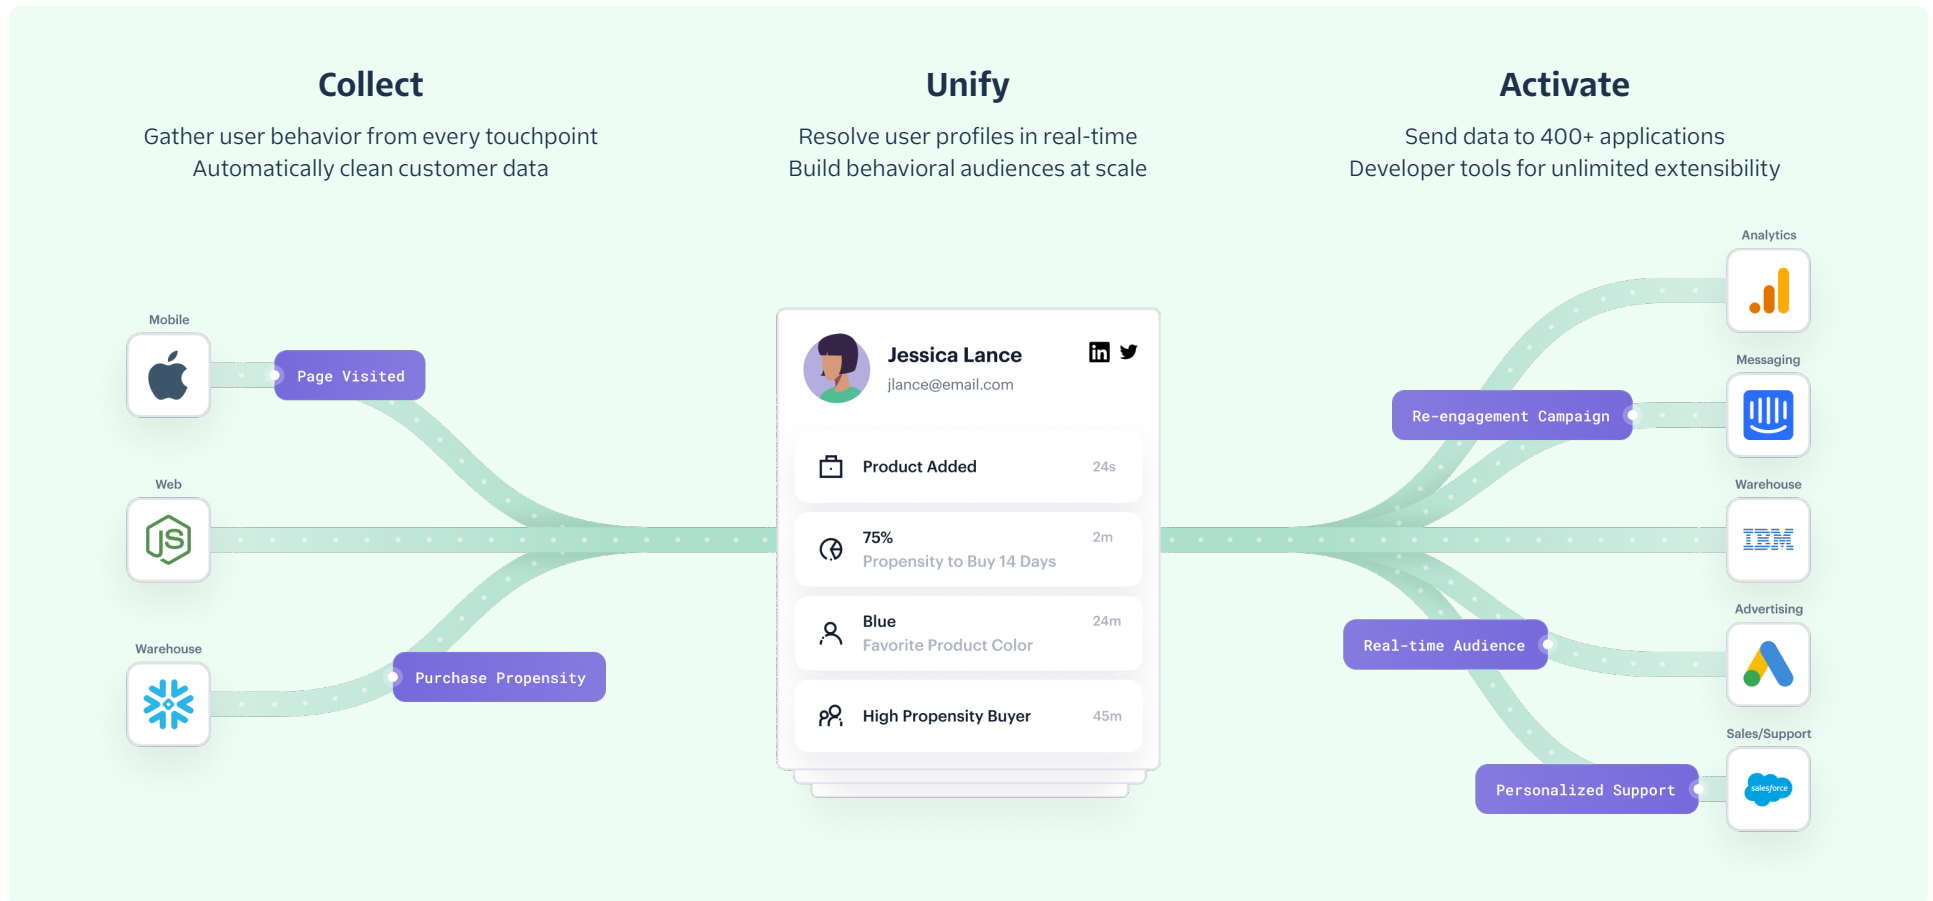 Collect
Gather user behavior from every touchpoint
Automatically clean customer data
Unify
Resolve user profiles in real-time
Build behavioral audiences at scale
Activate
Send data to 400+ applications
Developer tools for unlimited extensibility
Mobile
Page Visited
Web
JS
Warehouse
Purchase Propensity
Jessica Lance
in
jlance@email.com
Product Added
24s
75%
2m
Propensity to Buy 14 Days
Blue
24m
Favorite Product Color
High Propensity Buyer
45m
Analytics
Messaging
Re-engagement Campaign
Warehouse
IBM
Advertising
Real-time Audience
Sales/Support
Personalized Support
salesforce